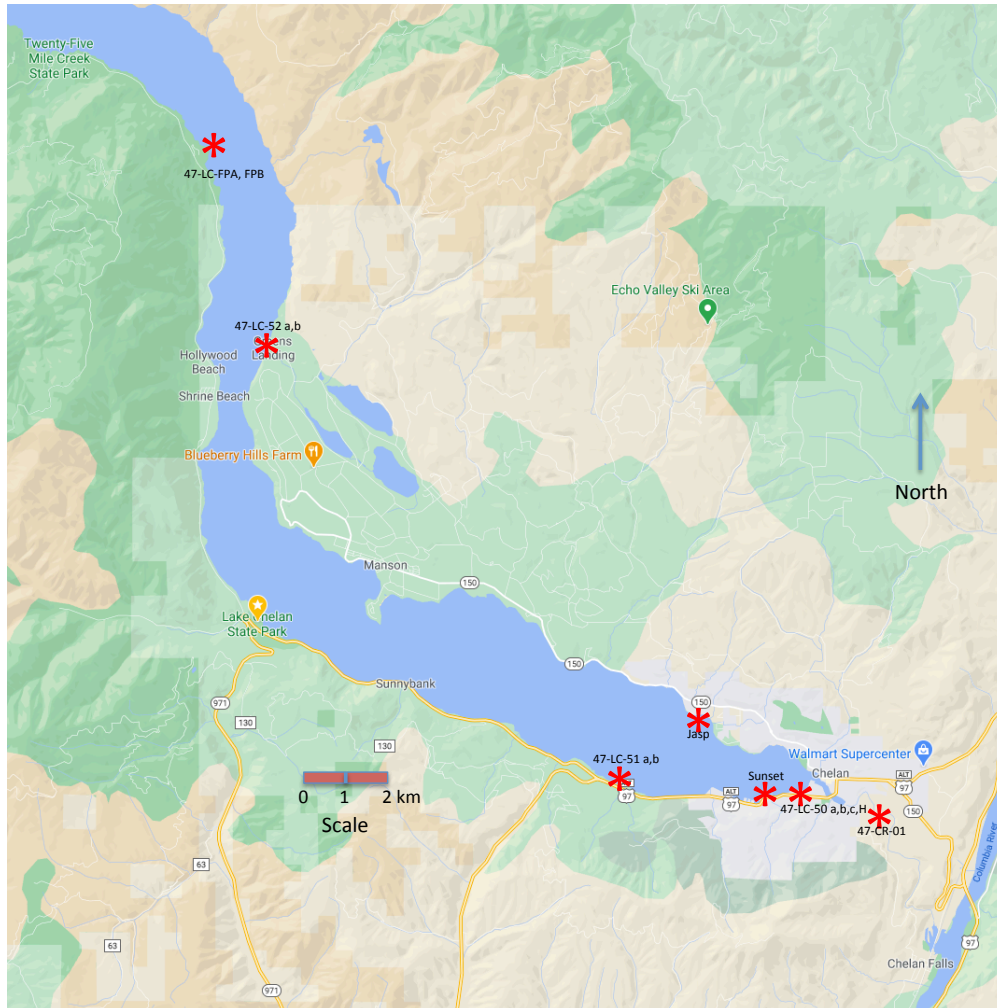 Twenty-Five
Mile Creek
State Park
47-LC-FPA, FPB
Echo Valley Ski Area
47-LC-52 a,b
Landing
Hollywood
Beach
Shrine Beach
Blueberry Hills Farm
North
Manson
150
Lake Chelan
State Park
150
Sunnybank
971
130
150
Jasp
Walmart Supercenter
Chelan
47-LC-51 a,b
ALT
97
Sunset
ALT
97
47-LC-50 a,b,c,H
ALT
97
150
47-CR-01
130
0 1 2 km
Scale
63
Columbia River
63
97
971
Chelan Falls